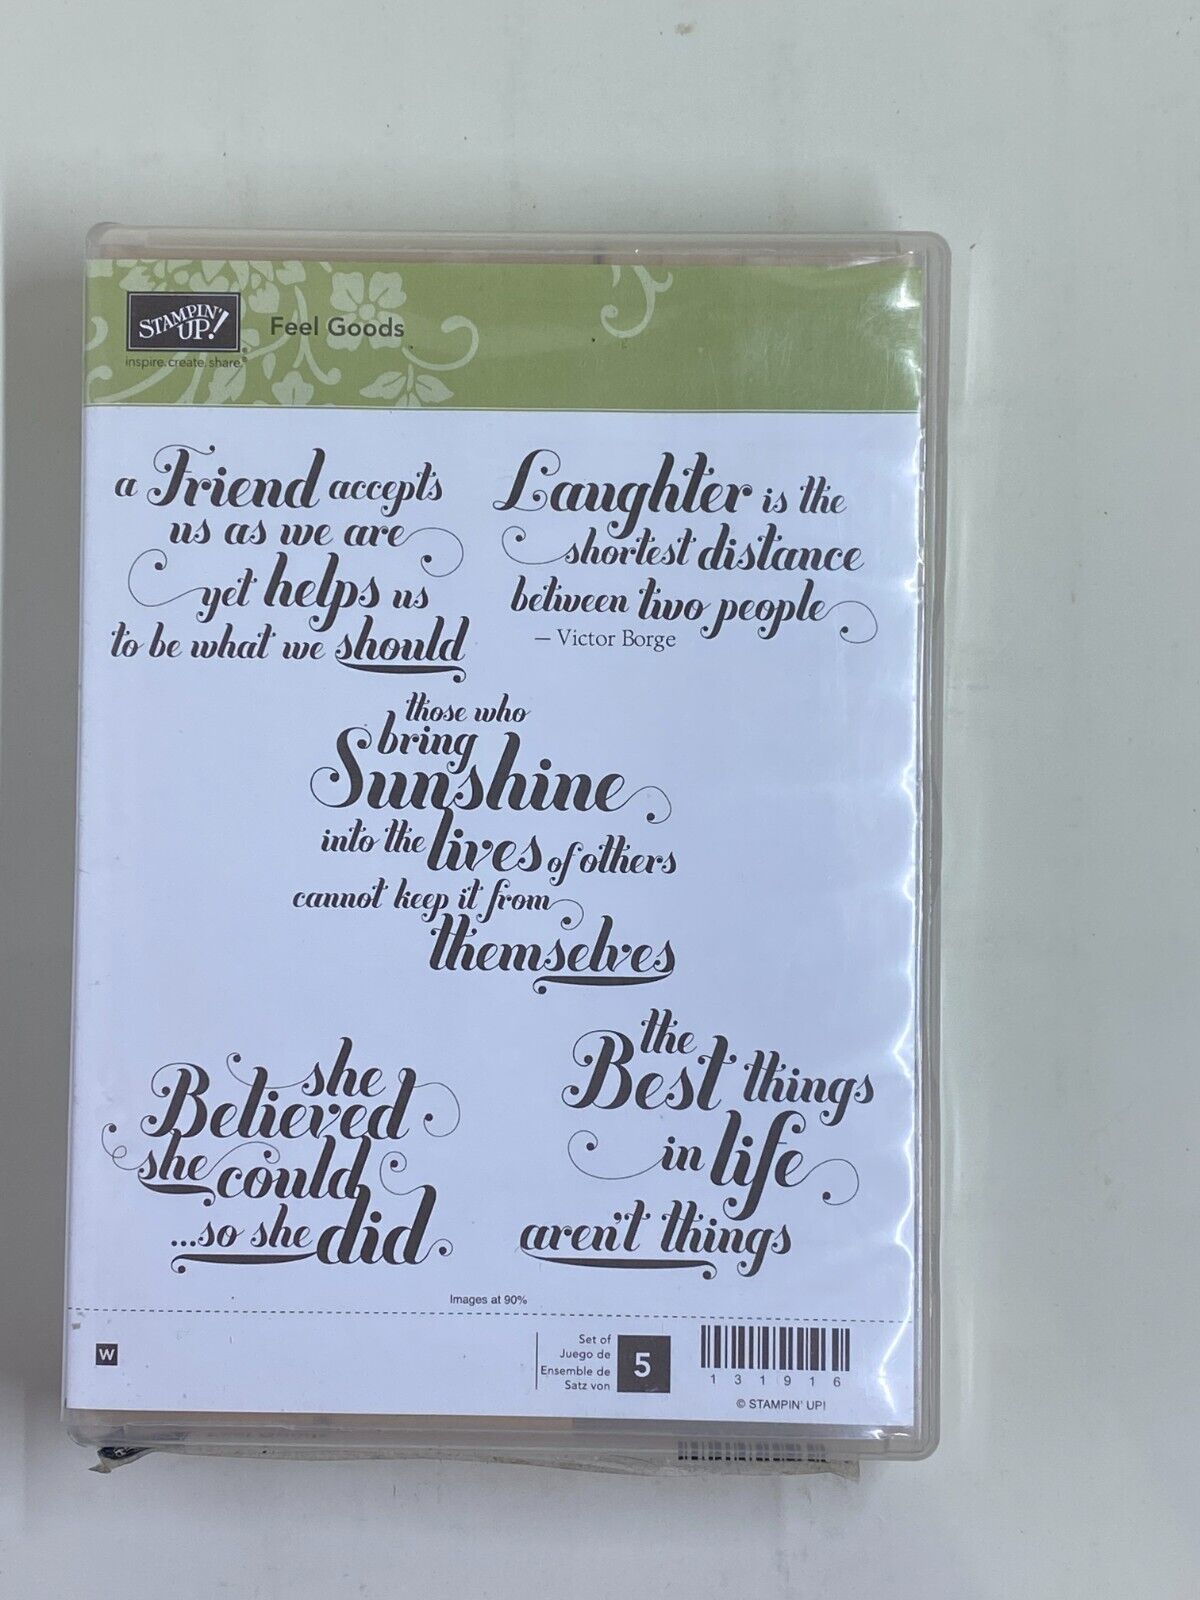 STAMPIN' UP!
inspire. create. share.
Feel Goods
a Friend accepts
us as we are
yet helps us
to be what we should
Laughter is the
shortest distance
between two people
– Victor Borge
those who
bring
Sunshine
into the lives of others
cannot keep it from
themselves
she
Believed
she could
...so she did
the
Best things
in life
aren't things
Images at 90%
W
Set of
Juego de
Ensemble de
Satz von
5
131916
© STAMPIN' UP!